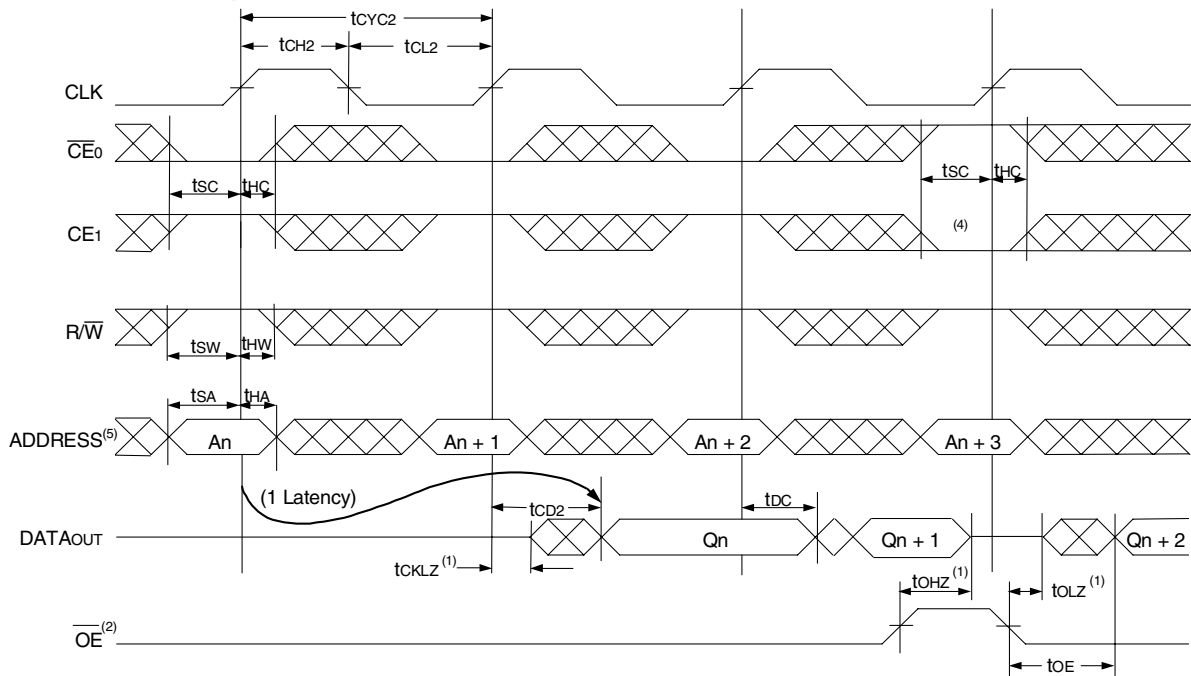 tCYC2
tCH2 tCL2
CLK
CE0
tSC tHC tSC tHC
CE1 (4)
R/W
tSW tHW
tSA tHA
ADDRESS(5) An An + 1 An + 2 An + 3
(1 Latency) tCD2 tDC
DATAOUT Qn Qn + 1 Qn + 2
tCKLZ (1) tOHZ (1) tOLZ (1)
OE(2)
tOE